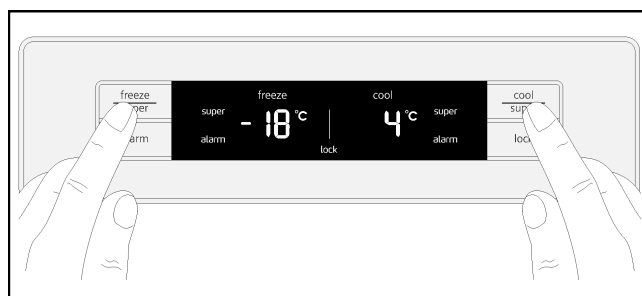 freeze
freeze cool
cool
super -18°C 4°C super
alarm alarm
lock